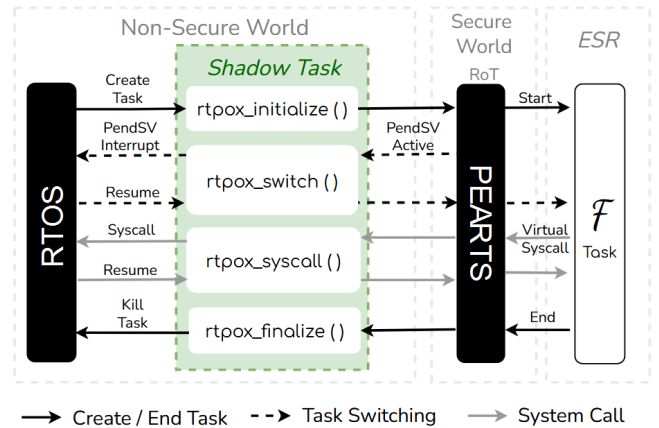 Non-Secure World
Secure
World
ESR
Shadow Task
RoT
Create
Task
rtpox_initialize ( )
Start
PendSV
Interrupt
PendSV
Active
rtpox_switch ( )
Resume
RTOS
PEARTS
F
Task
Syscall
Virtual
Syscall
rtpox_syscall ( )
Resume
Kill
Task
rtpox_finalize ( )
End
Create / End Task
Task Switching
System Call